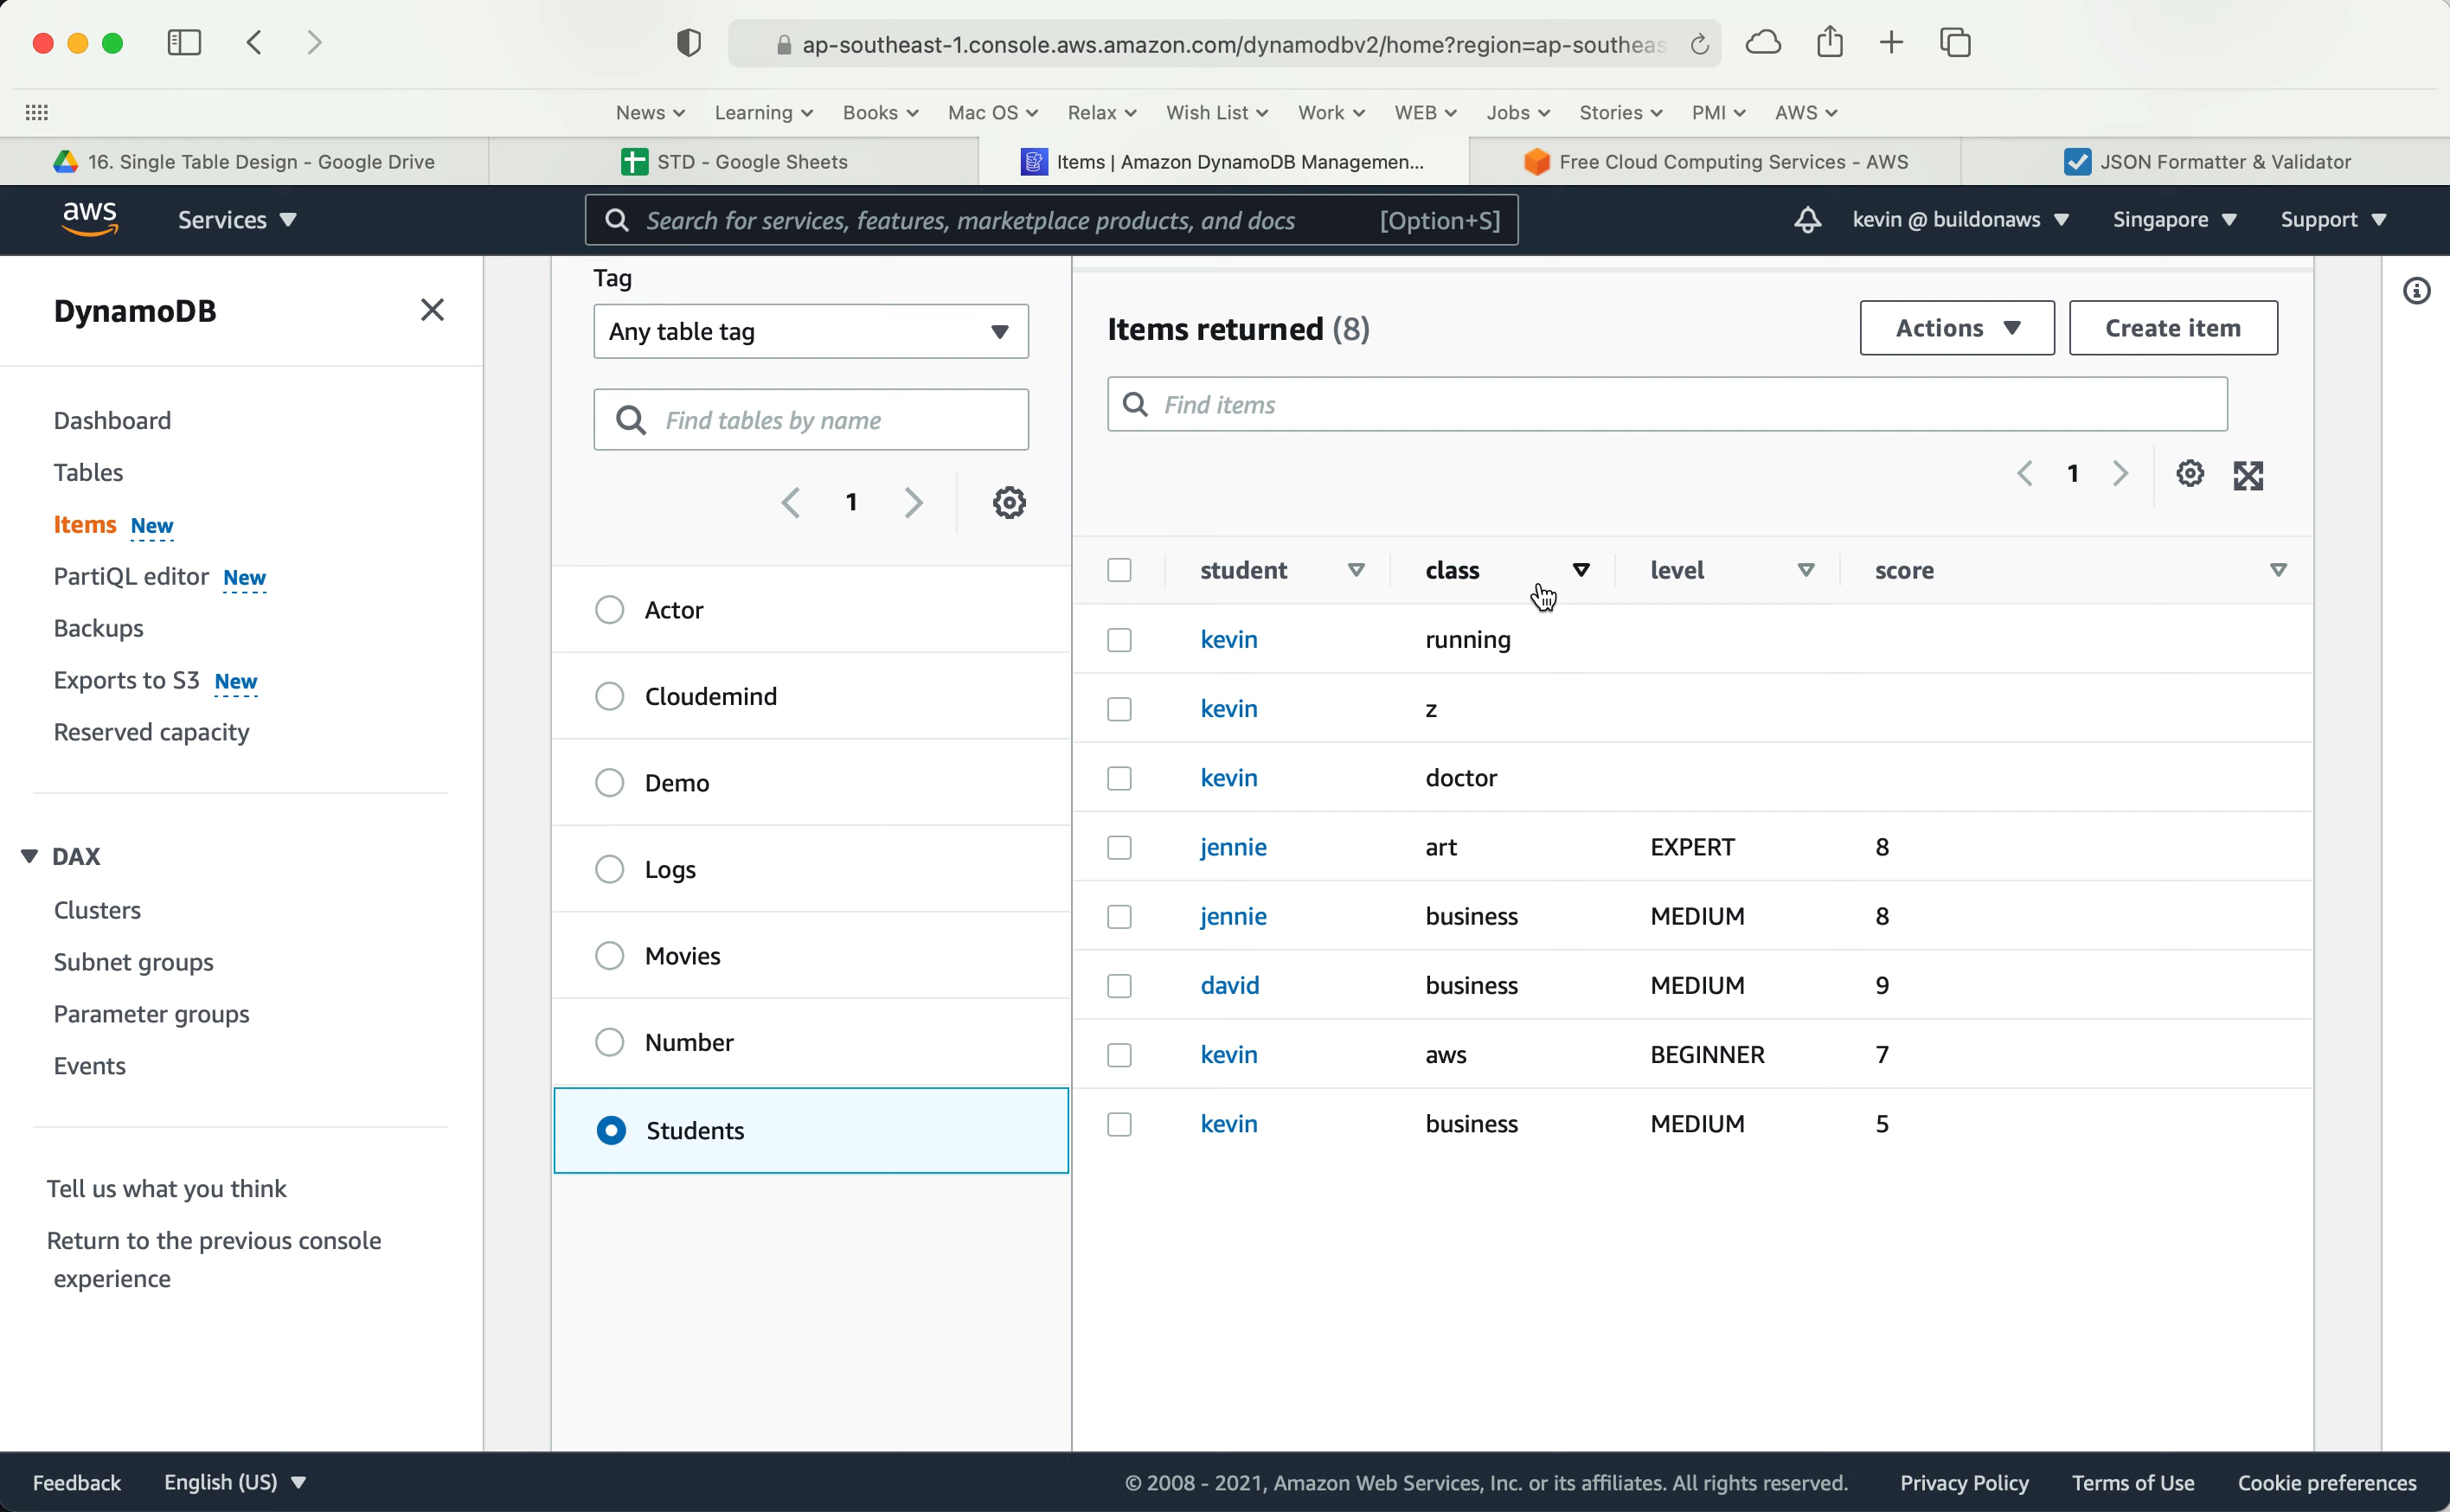 ap-southeast-1.console.aws.amazon.com/dynamodbv2/home?region=ap-southeas
News Learning Books Mac OS Relax Wish List Work WEB Jobs Stories PMI AWS
16. Single Table Design - Google Drive
STD - Google Sheets
Items | Amazon DynamoDB Managemen...
Free Cloud Computing Services - AWS
JSON Formatter & Validator
aws
Services
Search for services, features, marketplace products, and docs [Option+S]
kevin @ buildonaws
Singapore
Support
DynamoDB
Dashboard
Tables
Items New
PartiQL editor New
Backups
Exports to S3 New
Reserved capacity
DAX
Clusters
Subnet groups
Parameter groups
Events
Tell us what you think
Return to the previous console
experience
Tag
Any table tag
Find tables by name
1
Actor
Cloudemind
Demo
Logs
Movies
Number
Students
Items returned (8)
Actions
Create item
Find items
1
student class level score
kevin running
kevin z
kevin doctor
jennie art EXPERT 8
jennie business MEDIUM 8
david business MEDIUM 9
kevin aws BEGINNER 7
kevin business MEDIUM 5
Feedback
English (US)
© 2008 - 2021, Amazon Web Services, Inc. or its affiliates. All rights reserved.
Privacy Policy
Terms of Use
Cookie preferences